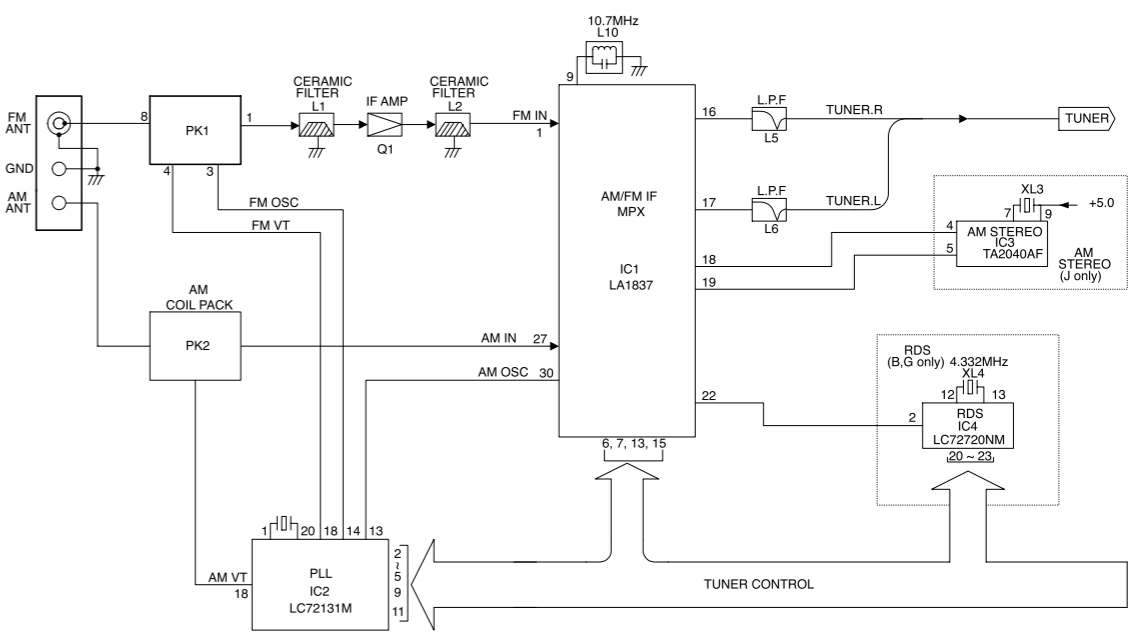 10.7MHz
L10
9
FM
ANT
GND
AM
ANT
8
PK1
1
4
3
CERAMIC
FILTER
L1
IF AMP
Q1
CERAMIC
FILTER
L2
FM IN
1
AM/FM IF
MPX
IC1
LA1837
16
L.P.F
L5
TUNER.R
TUNER
17
L.P.F
L6
TUNER.L
18
19
XL3
7
9
+5.0
4
5
AM STEREO
IC3
TA2040AF
AM
STEREO
(J only)
FM OSC
FM VT
AM
COIL PACK
PK2
AM IN 27
AM OSC 30
22
RDS
(B,G only) 4.332MHz
XL4
12
13
2
RDS
IC4
LC72720NM
20 ~ 23
6, 7, 13, 15
1
20
18
14
13
AM VT
18
PLL
IC2
LC72131M
2
~
5
9
11
TUNER CONTROL